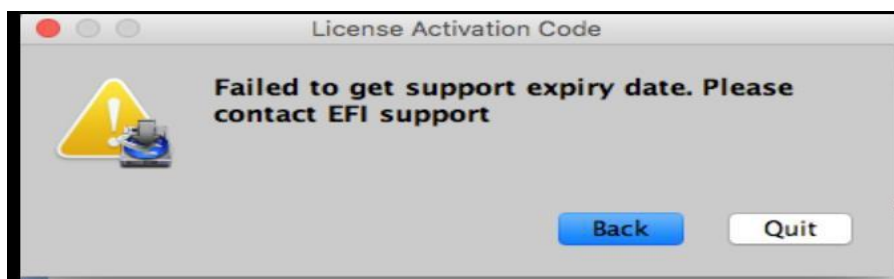 License Activation Code
Failed to get support expiry date. Please
contact EFI support
Back
Quit